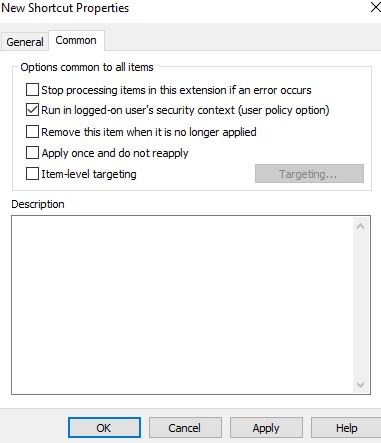 New Shortcut Properties
General Common
Options common to all items
Stop processing items in this extension if an error occurs
Run in logged-on user's security context (user policy option)
Remove this item when it is no longer applied
Apply once and do not reapply
Item-level targeting Targeting...
Description
OK Cancel Apply Help